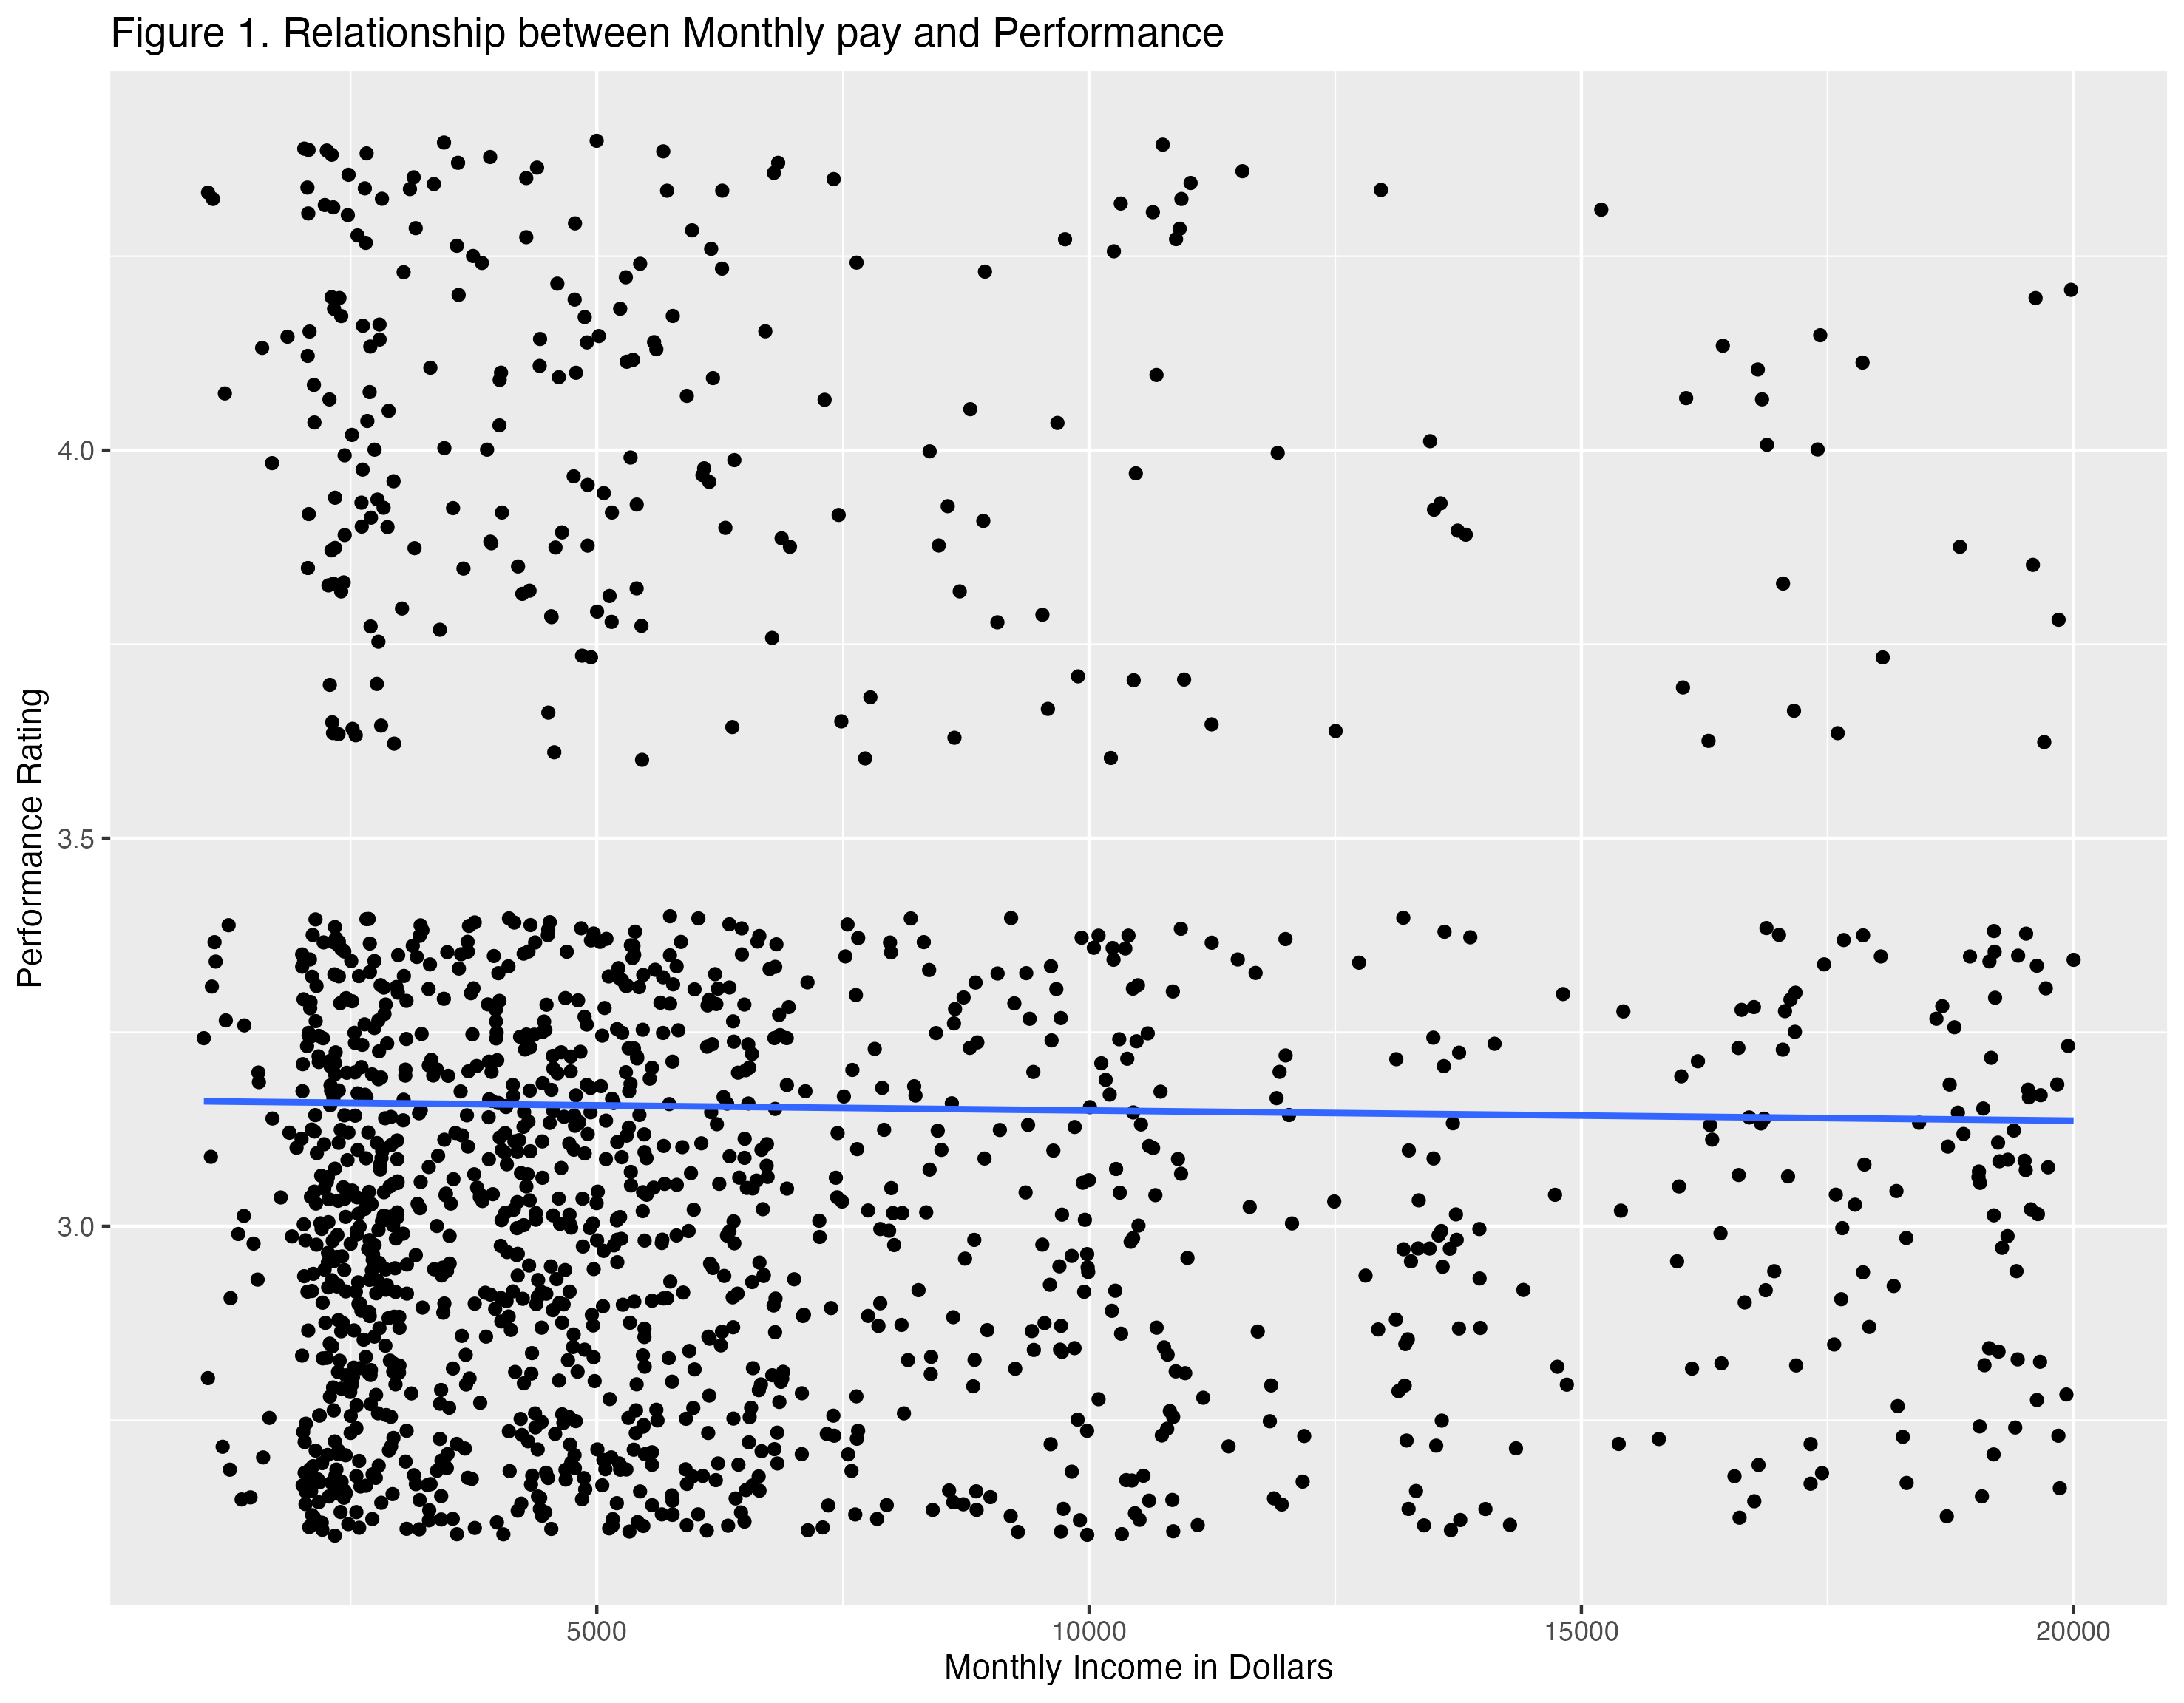 Figure 1. Relationship between Monthly pay and Performance
Performance Rating
4.0
3.5
3.0
5000 10000 15000 20000
Monthly Income in Dollars